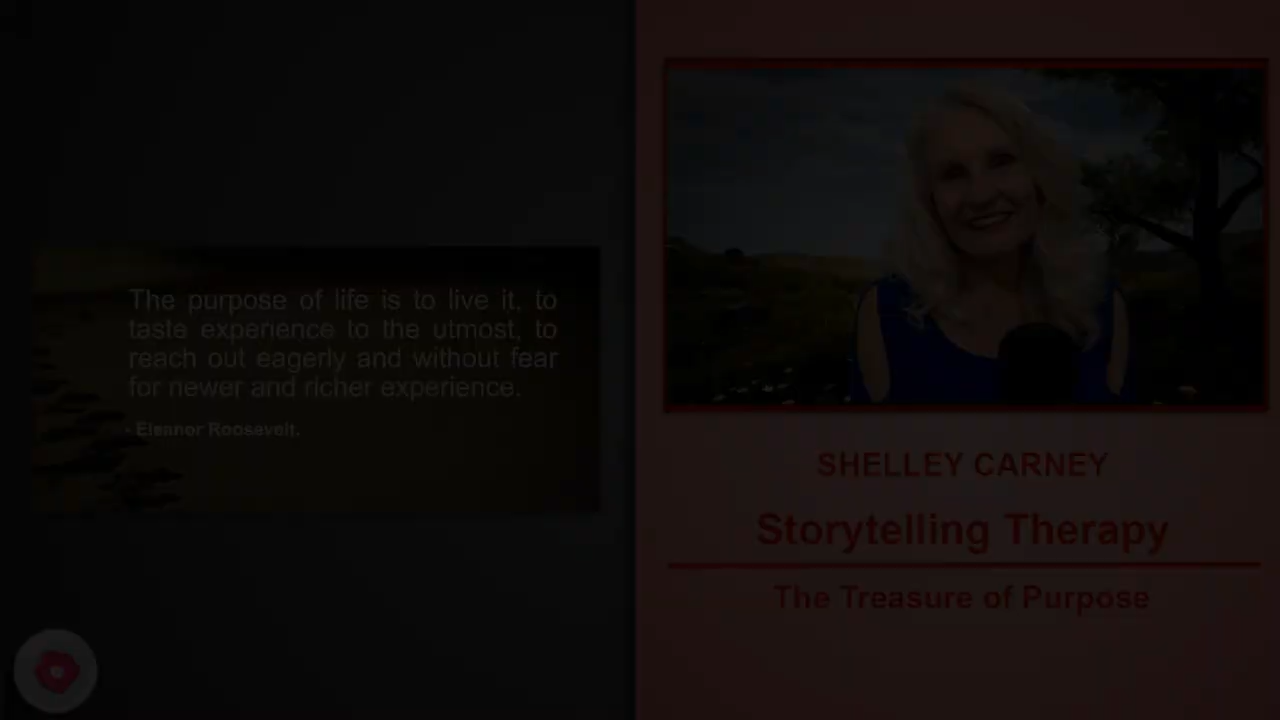 The purpose of life is to live it, to
taste experience to the utmost, to
reach out eagerly and without fear
for newer and richer experience.
- Eleanor Roosevelt.
SHELLEY CARNEY
Storytelling Therapy
The Treasure of Purpose